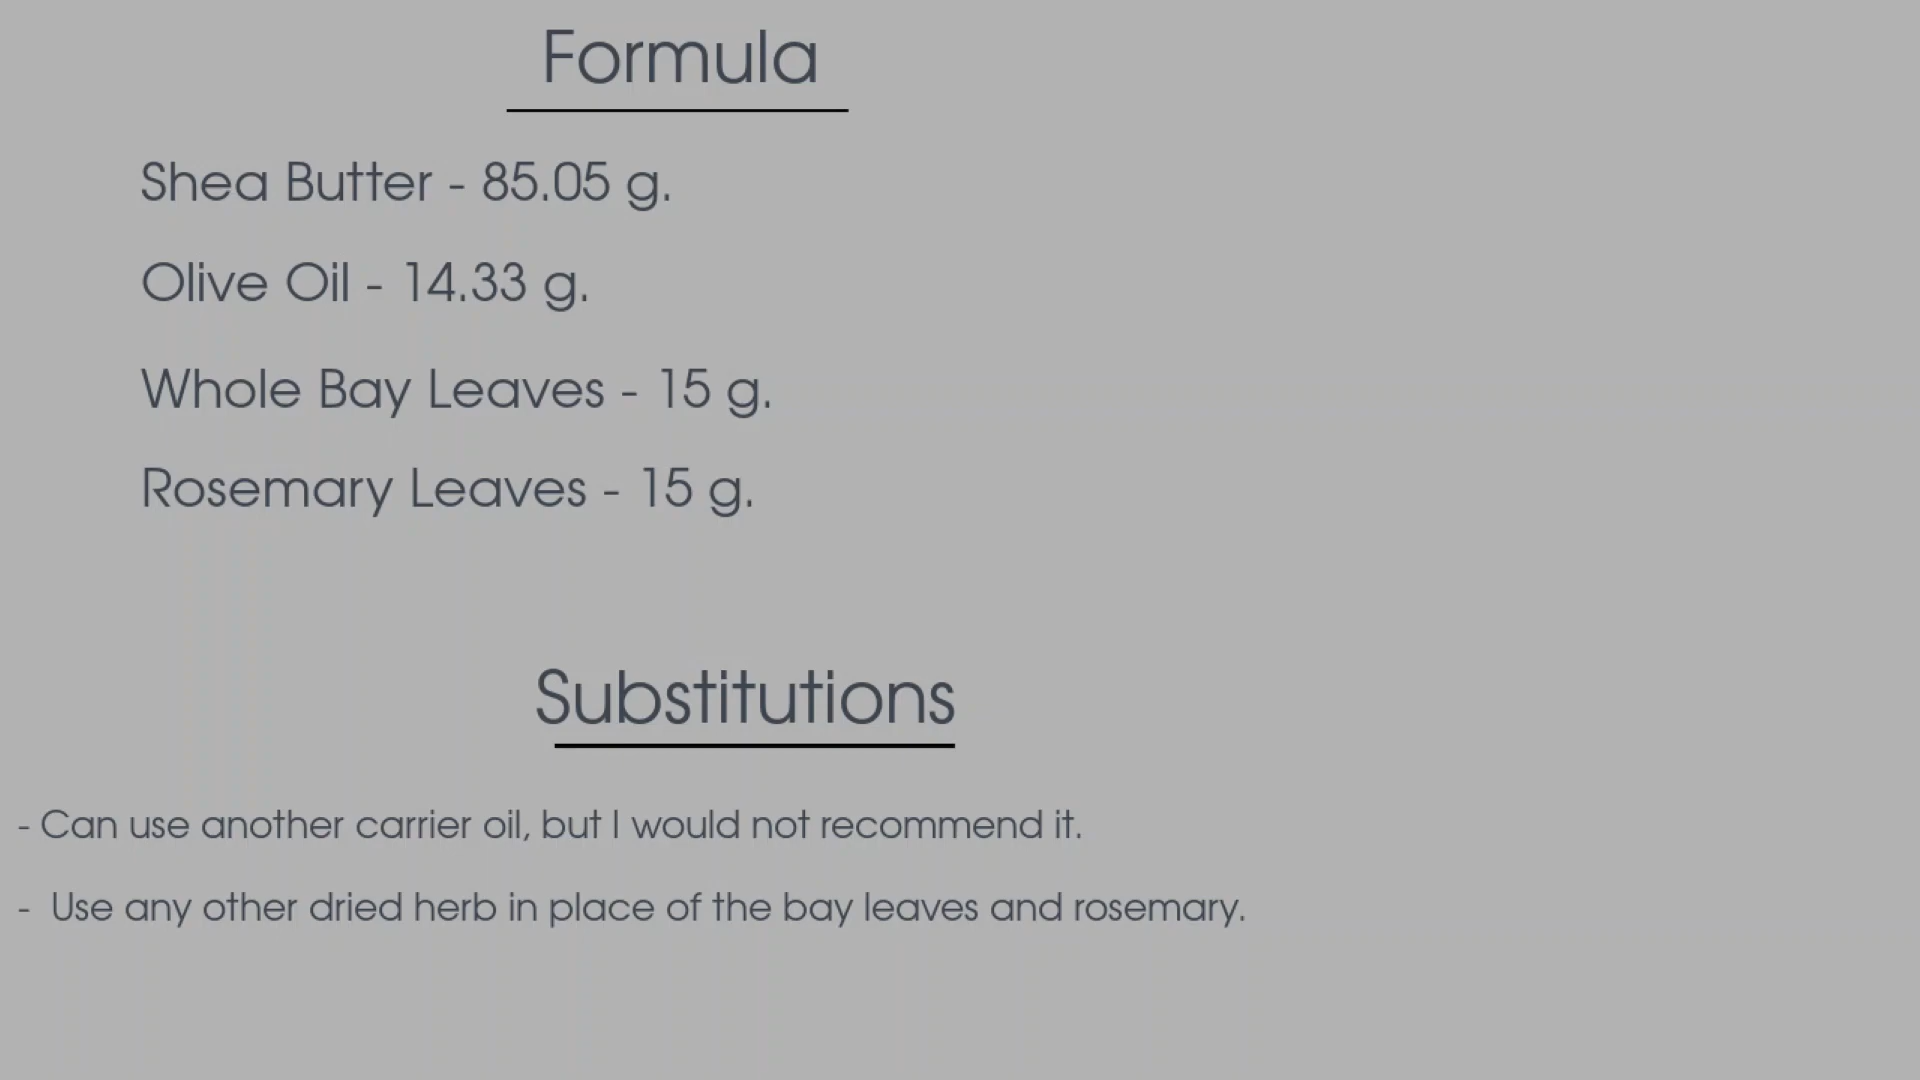 Formula
Shea Butter - 85.05 g.
Olive Oil - 14.33 g.
Whole Bay Leaves - 15 g.
Rosemary Leaves - 15 g.
Substitutions
- Can use another carrier oil, but I would not recommend it.
- Use any other dried herb in place of the bay leaves and rosemary.